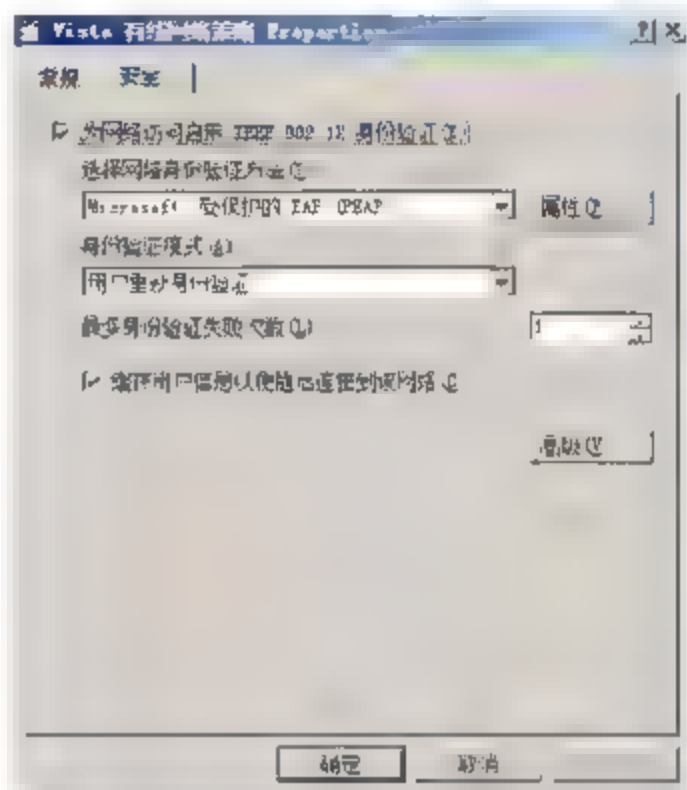 Vista 有线网络策略 Properties
常规 安全
为网络访问启用 IEEE 802.1X 身份验证(E)
选择网络身份验证方法(
Microsoft: 受保护的 EAP (PEAP 属性(P
身份验证模式(A)
用户重新身份验证
最多身份验证失败次数(L) 1
缓存用户信息以便随后连接到该网络(C
高级(V
确定 取消